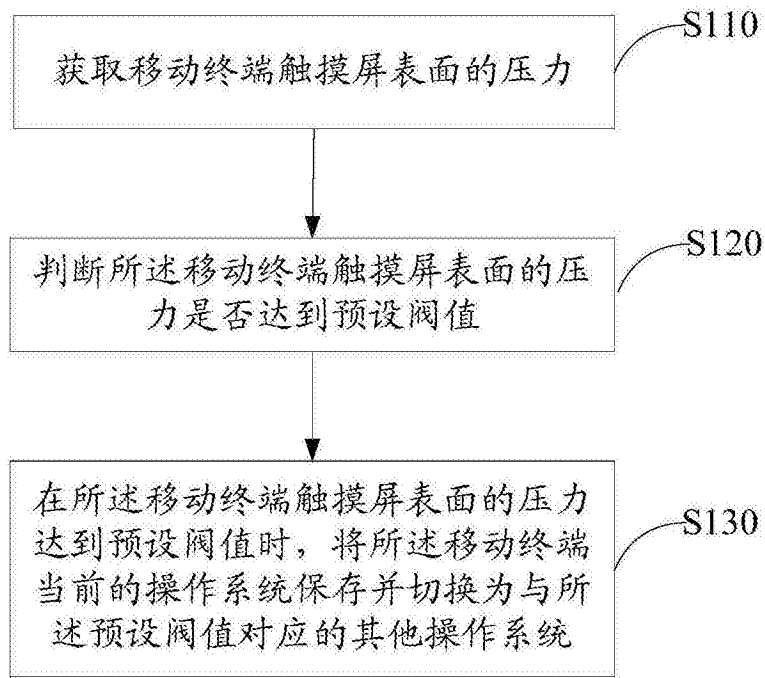 S110
获取移动终端触摸屏表面的压力
S120
判断所述移动终端触摸屏表面的压
力是否达到预设阀值
在所述移动终端触摸屏表面的压力
达到预设阀值时，将所述移动终端
S130
当前的操作系统保存并切换为与所
述预设阀值对应的其他操作系统